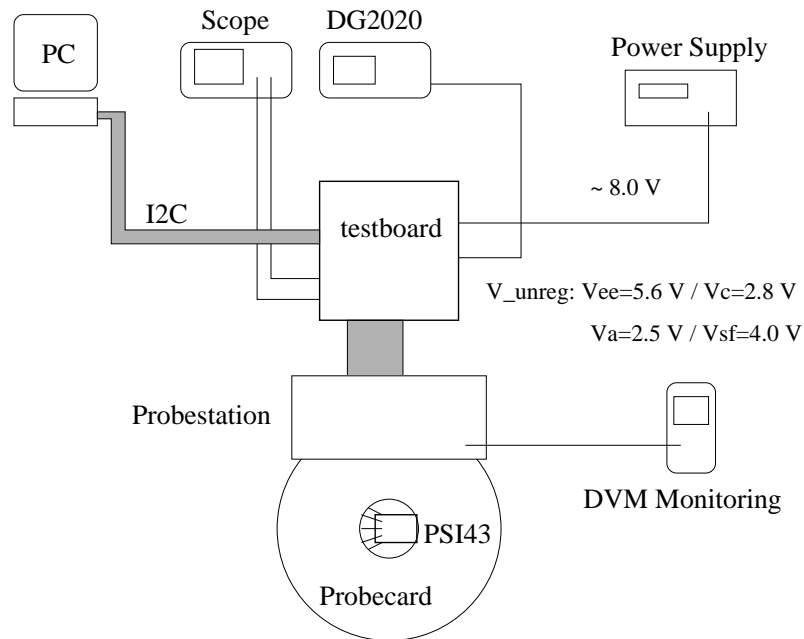 Scope
DG2020
Power Supply
PC
~ 8.0 V
I2C
testboard
V_unreg: Vee=5.6 V / Vc=2.8 V
Va=2.5 V / Vsf=4.0 V
Probestation
DVM Monitoring
PSI43
Probecard